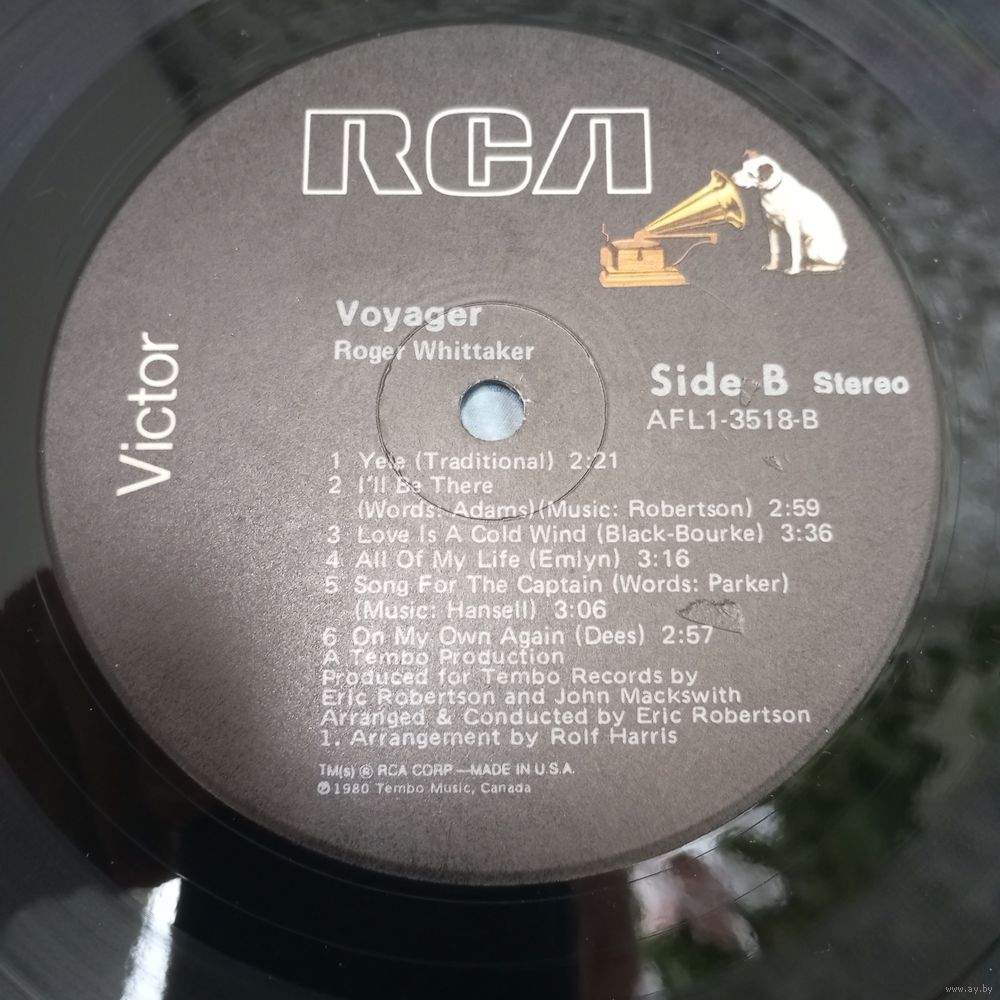 RCA
Victor
Voyager
Roger Whittaker
Side B Stereo
AFL1-3518-B
1 Yele (Traditional) 2:21
2 I'll Be There
(Words: Adams)(Music: Robertson) 2:59
3 Love Is A Cold Wind (Black-Bourke) 3:36
4 All Of My Life (Emlyn) 3:16
5 Song For The Captain (Words: Parker)
(Music: Hansell) 3:06
6 On My Own Again (Dees) 2:57
A Tembo Production
Produced for Tembo Records by
Eric Robertson and John Mackswith
Arranged & Conducted by Eric Robertson
1. Arrangement by Rolf Harris
TM(s) ® RCA CORP.—MADE IN U.S.A.
℗ 1980 Tembo Music, Canada
www.ay.by